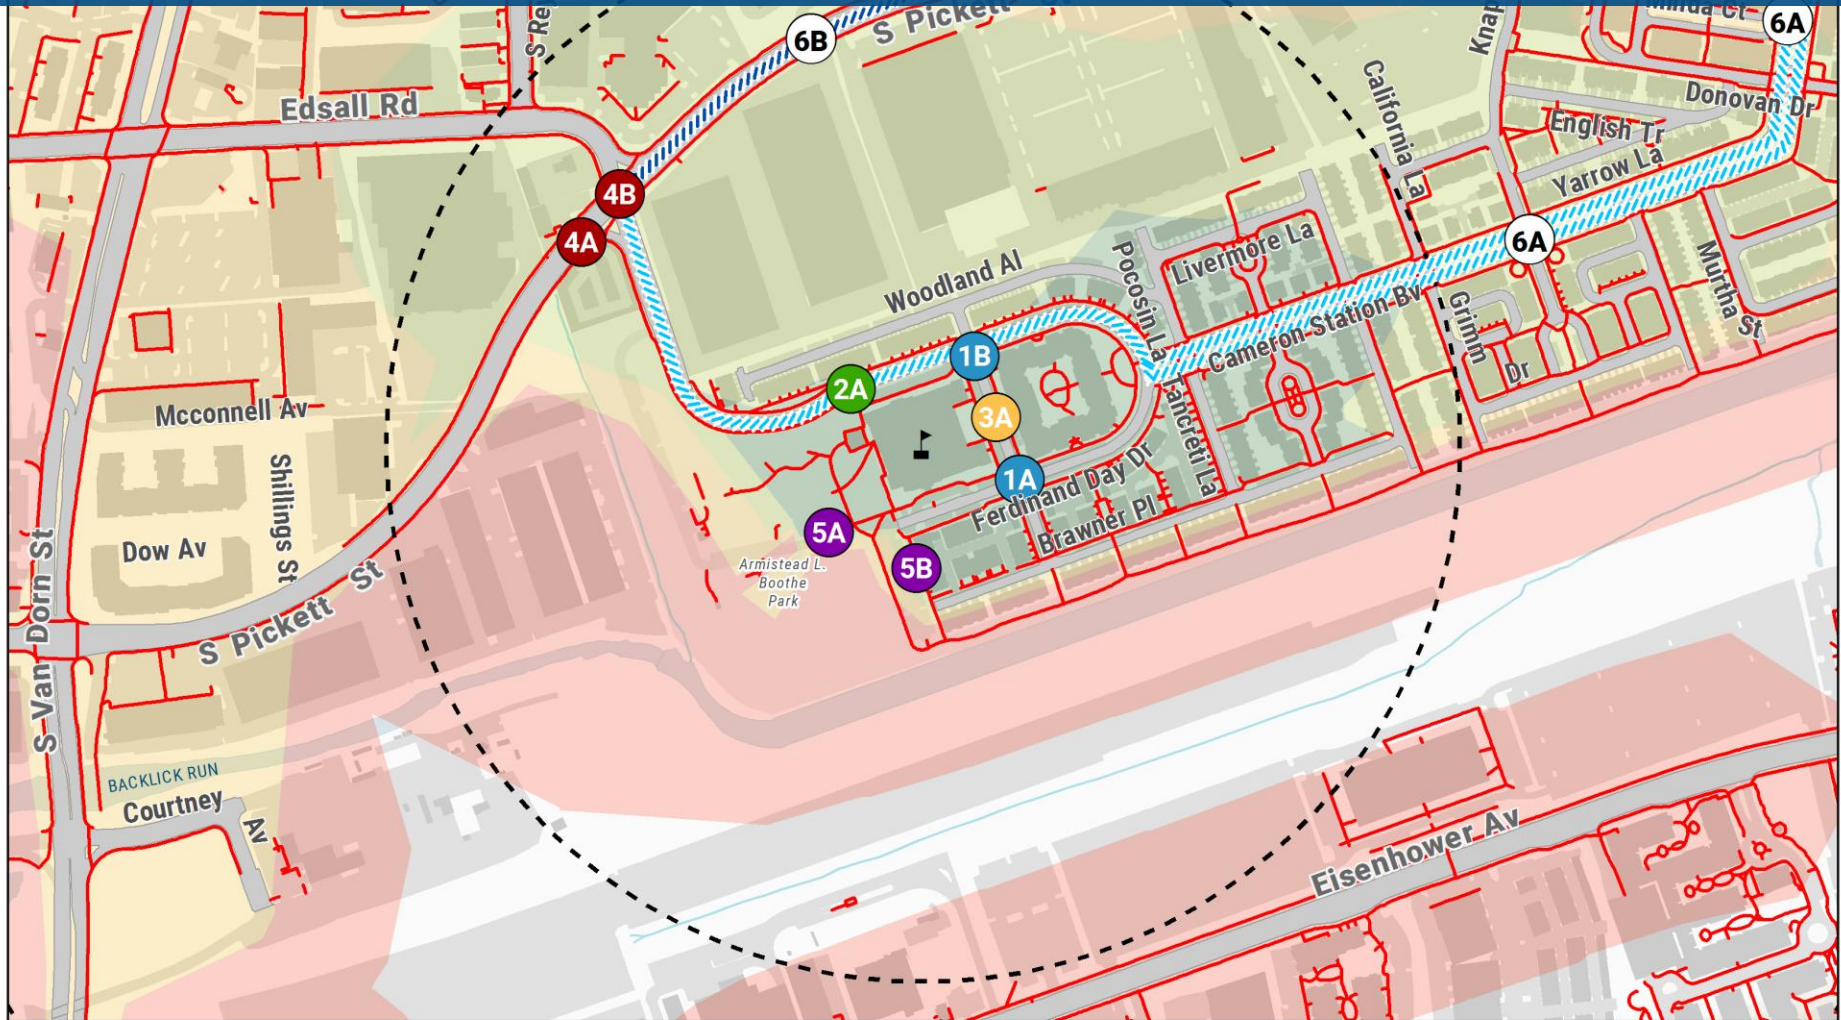 6B
S Pickett
6A
S Re
Knap
Edsall Rd
California La
Donovan Dr
English Tr
Yarrow La
4B
4A
6A
Woodland Al
Pocosin La
Livermore La
Murtha St
Cameron Station Bv
Grimm
Dr
1B
2A
3A
Tancreti La
1A
Ferdinand Day Dr
Brawner Pl
Mcconnell Av
Shillings St
Dow Av
5A
5B
Armistead L.
Boothe
Park
S Van Dorn St
S Pickett St
BACKLICK RUN
Courtney
Av
Eisenhower Av